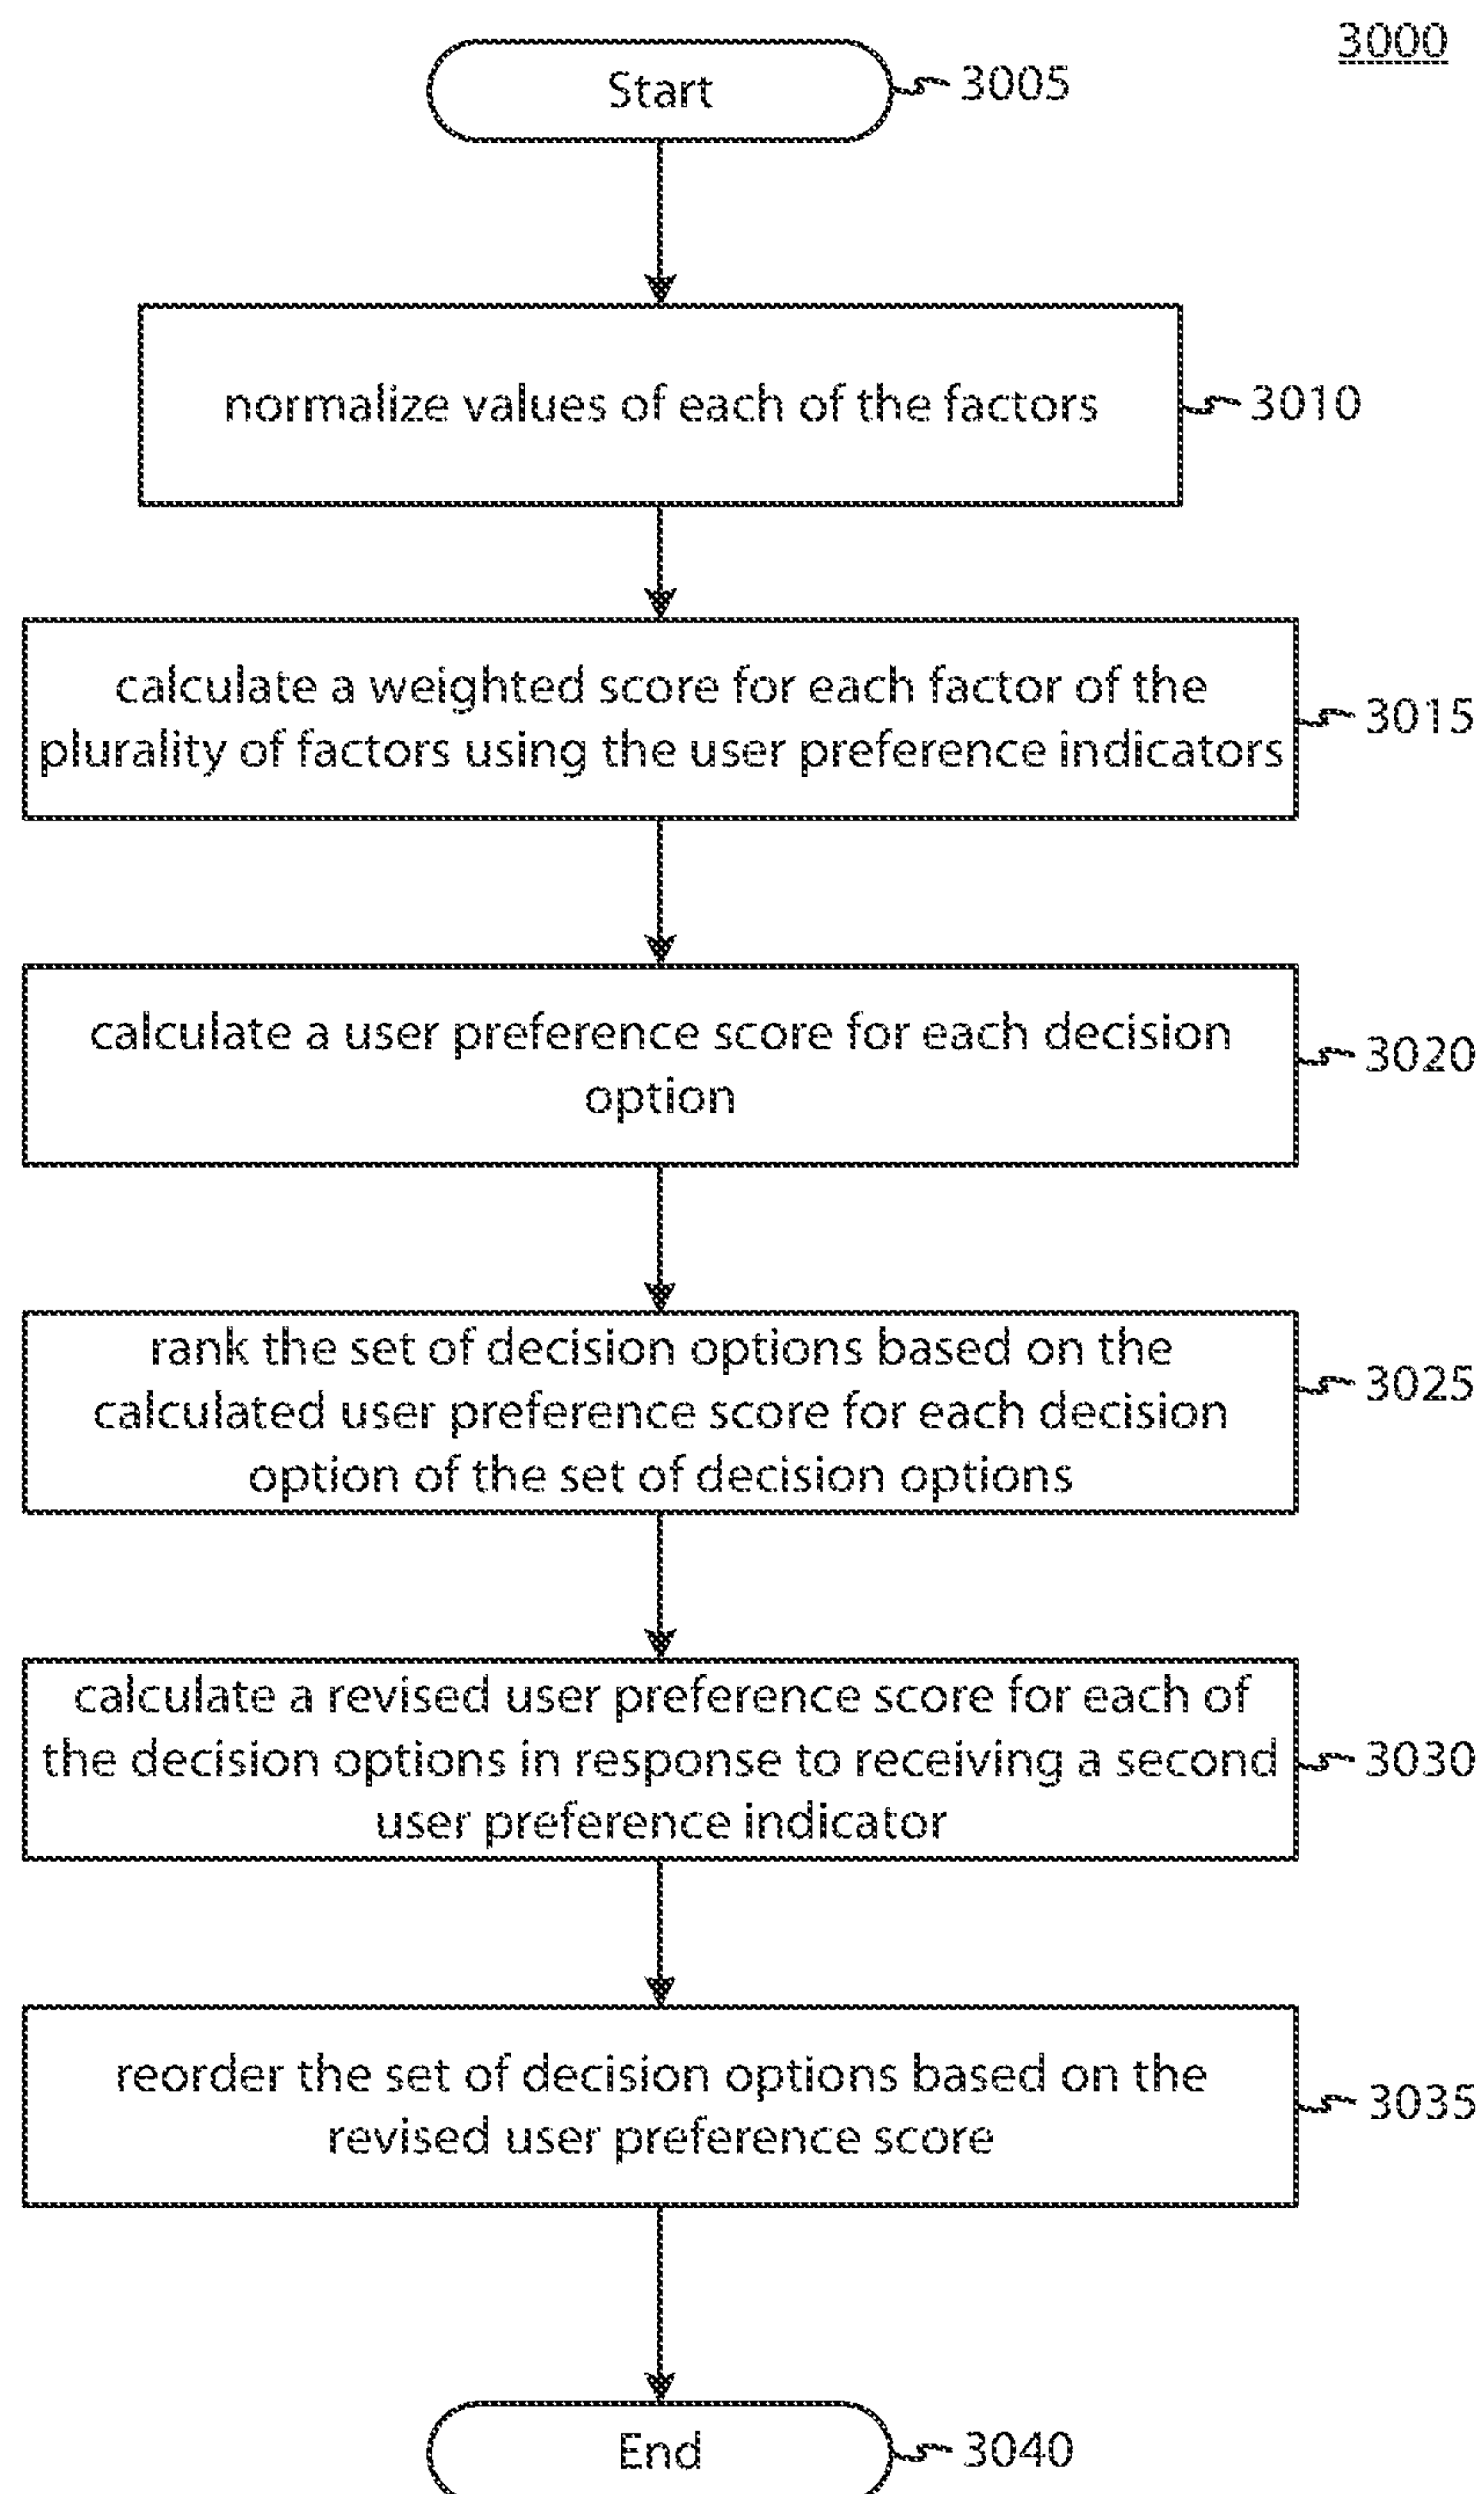 3000
Start
3005
normalize values of each of the factors
3010
calculate a weighted score for each factor of the
plurality of factors using the user preference indicators
3015
calculate a user preference score for each decision
option
3020
rank the set of decision options based on the
calculated user preference score for each decision
option of the set of decision options
3025
calculate a revised user preference score for each of
the decision options in response to receiving a second
user preference indicator
3030
reorder the set of decision options based on the
revised user preference score
3035
End
3040